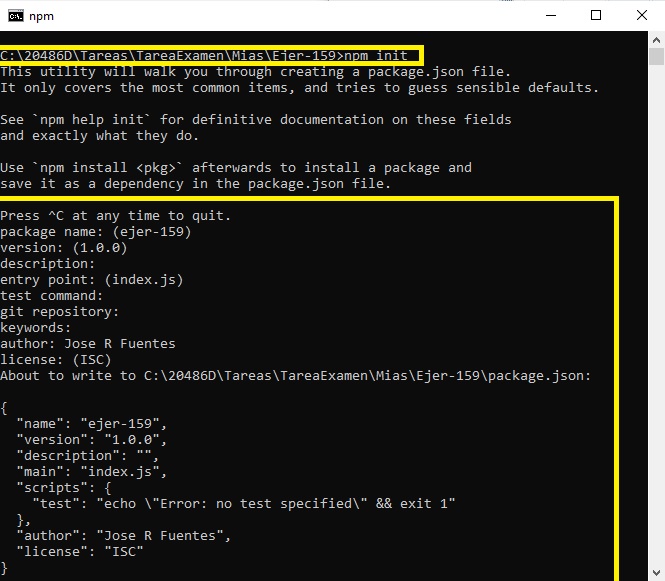 npm
C:\20486D\Tareas\TareaExamen\Mias\Ejer-159>npm init
This utility will walk you through creating a package.json file.
It only covers the most common items, and tries to guess sensible defaults.
See `npm help init` for definitive documentation on these fields
and exactly what they do.
Use `npm install <pkg>` afterwards to install a package and
save it as a dependency in the package.json file.
Press ^C at any time to quit.
package name: (ejer-159)
version: (1.0.0)
description:
entry point: (index.js)
test command:
git repository:
keywords:
author: Jose R Fuentes
license: (ISC)
About to write to C:\20486D\Tareas\TareaExamen\Mias\Ejer-159\package.json:
{
  "name": "ejer-159",
  "version": "1.0.0",
  "description": "",
  "main": "index.js",
  "scripts": {
    "test": "echo \"Error: no test specified\" && exit 1"
  },
  "author": "Jose R Fuentes",
  "license": "ISC"
}